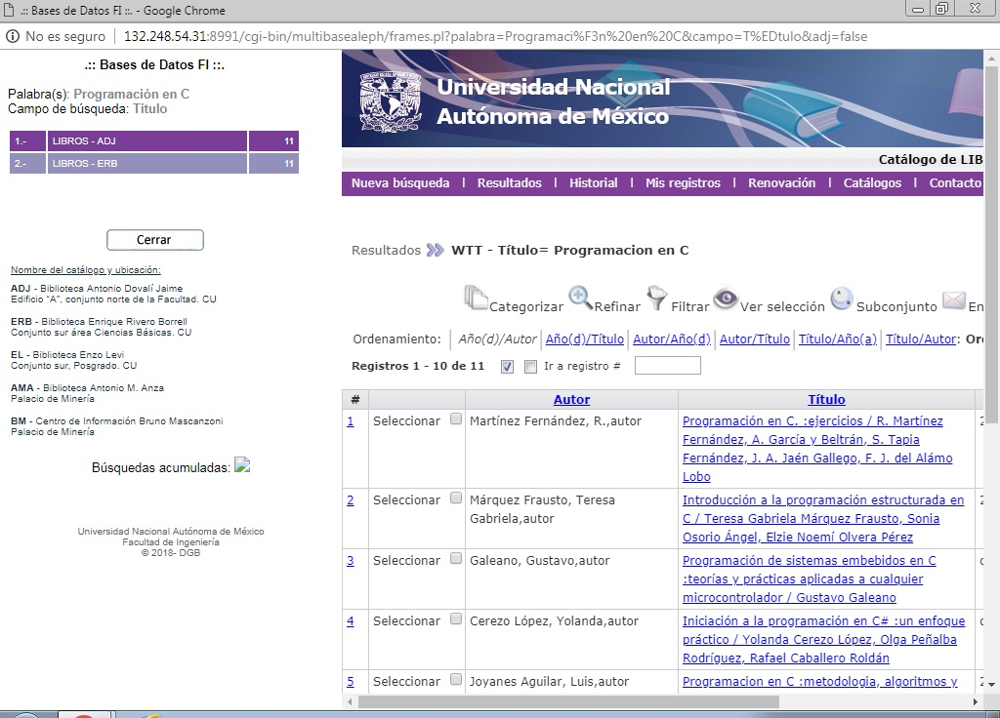 .:: Bases de Datos FI ::. - Google Chrome
No es seguro | 132.248.54.31:8991/cgi-bin/multibasealeph/frames.pl?palabra=Programaci%F3n%20en%20C&campo=T%EDtulo&adj=false
.:: Bases de Datos FI ::.
Palabra(s): Programación en C
Campo de búsqueda: Título
1.- LIBROS - ADJ 11
2.- LIBROS - ERB 11
Cerrar
Nombre del catálogo y ubicación:
ADJ - Biblioteca Antonio Dovalí Jaime
Edificio "A", conjunto norte de la Facultad. CU
ERB - Biblioteca Enrique Rivero Borrell
Conjunto sur área Ciencias Básicas. CU
EL - Biblioteca Enzo Levi
Conjunto sur, Posgrado. CU
AMA - Biblioteca Antonio M. Anza
Palacio de Minería
BM - Centro de Información Bruno Mascanzoni
Palacio de Minería
Búsquedas acumuladas:
Universidad Nacional Autónoma de México
Facultad de Ingeniería
© 2018- DGB
Universidad Nacional
Autónoma de México
Catálogo de LIB
Nueva búsqueda | Resultados | Historial | Mis registros | Renovación | Catálogos | Contacto
Resultados WTT - Título= Programacion en C
Categorizar Refinar Filtrar Ver selección Subconjunto En
Ordenamiento: Año(d)/Autor Año(d)/Título Autor/Año(d) Autor/Título Título/Año(a) Título/Autor: Ord
Registros 1 - 10 de 11 Ir a registro #
# Autor Título
1 Seleccionar Martínez Fernández, R.,autor Programación en C. :ejercicios / R. Martínez
Fernández, A. García y Beltrán, S. Tapia
Fernández, J. A. Jaén Gallego, F. J. del Alámo
Lobo
2 Seleccionar Márquez Frausto, Teresa Introducción a la programación estructurada en
Gabriela,autor C / Teresa Gabriela Márquez Frausto, Sonia
Osorio Ángel, Elzie Noemí Olvera Pérez
3 Seleccionar Galeano, Gustavo,autor Programación de sistemas embebidos en C
:teorías y prácticas aplicadas a cualquier
microcontrolador / Gustavo Galeano
4 Seleccionar Cerezo López, Yolanda,autor Iniciación a la programación en C# :un enfoque
práctico / Yolanda Cerezo López, Olga Peñalba
Rodríguez, Rafael Caballero Roldán
5 Seleccionar Joyanes Aguilar, Luis,autor Programacion en C :metodologia, algoritmos y